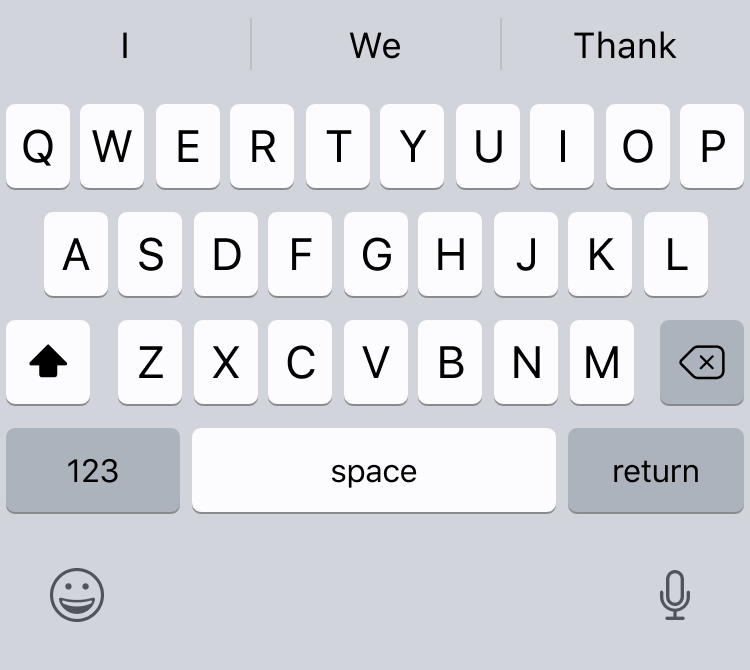 I We Thank
Q W E R T Y U I O P
A S D F G H J K L
Z X C V B N M
123 space return